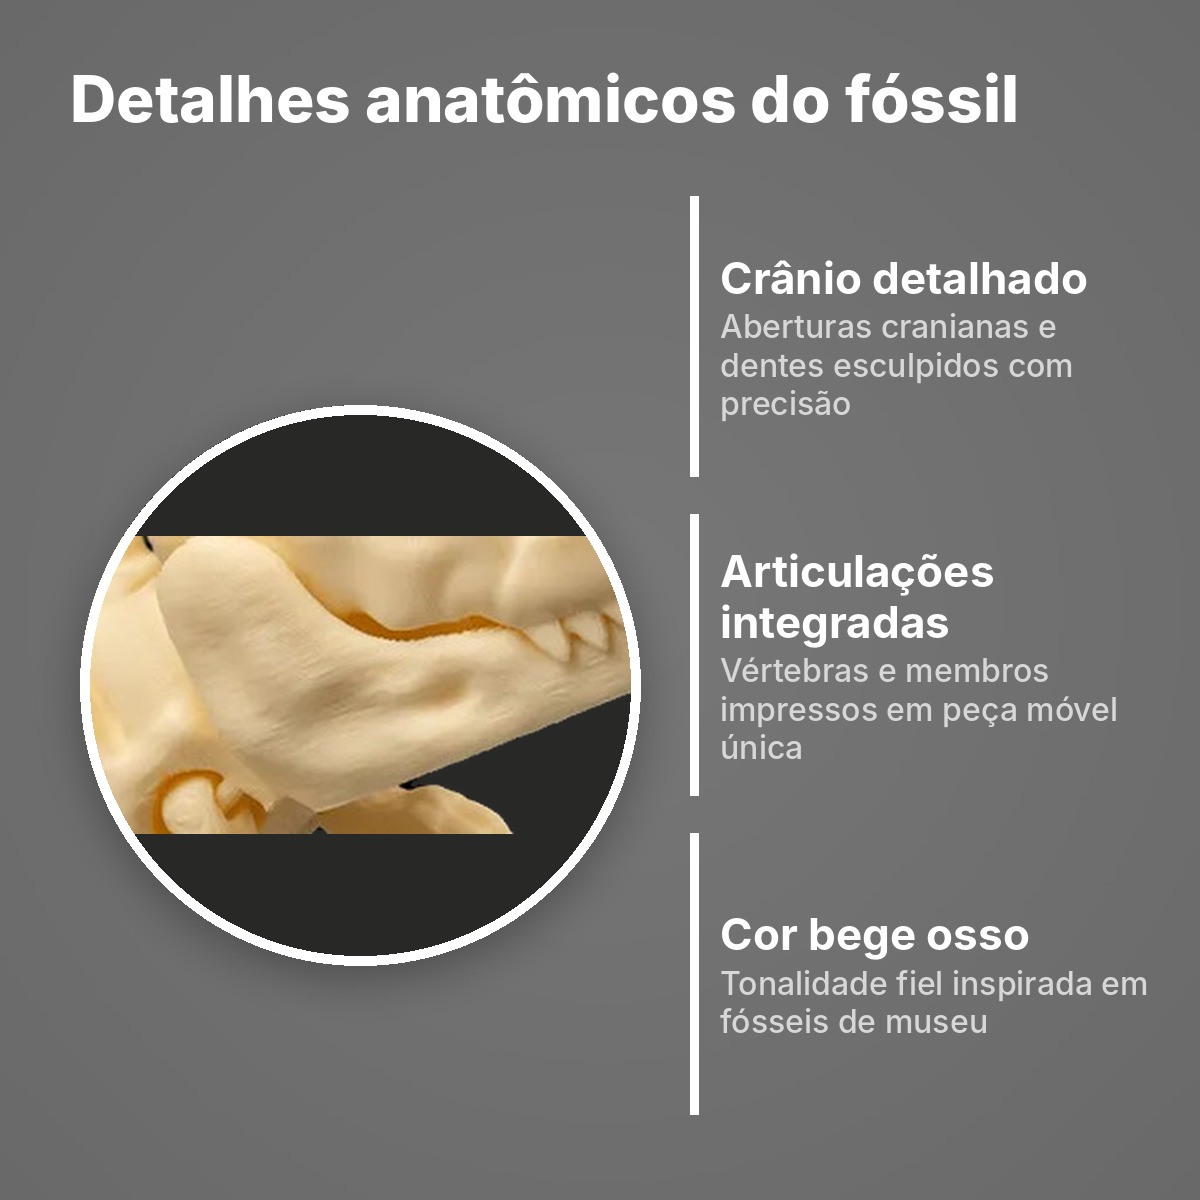 Detalhes anatômicos do fóssil
Crânio detalhado
Aberturas cranianas e
dentes esculpidos com
precisão
Articulações
integradas
Vértebras e membros
impressos em peça móvel
única
Cor bege osso
Tonalidade fiel inspirada em
fósseis de museu